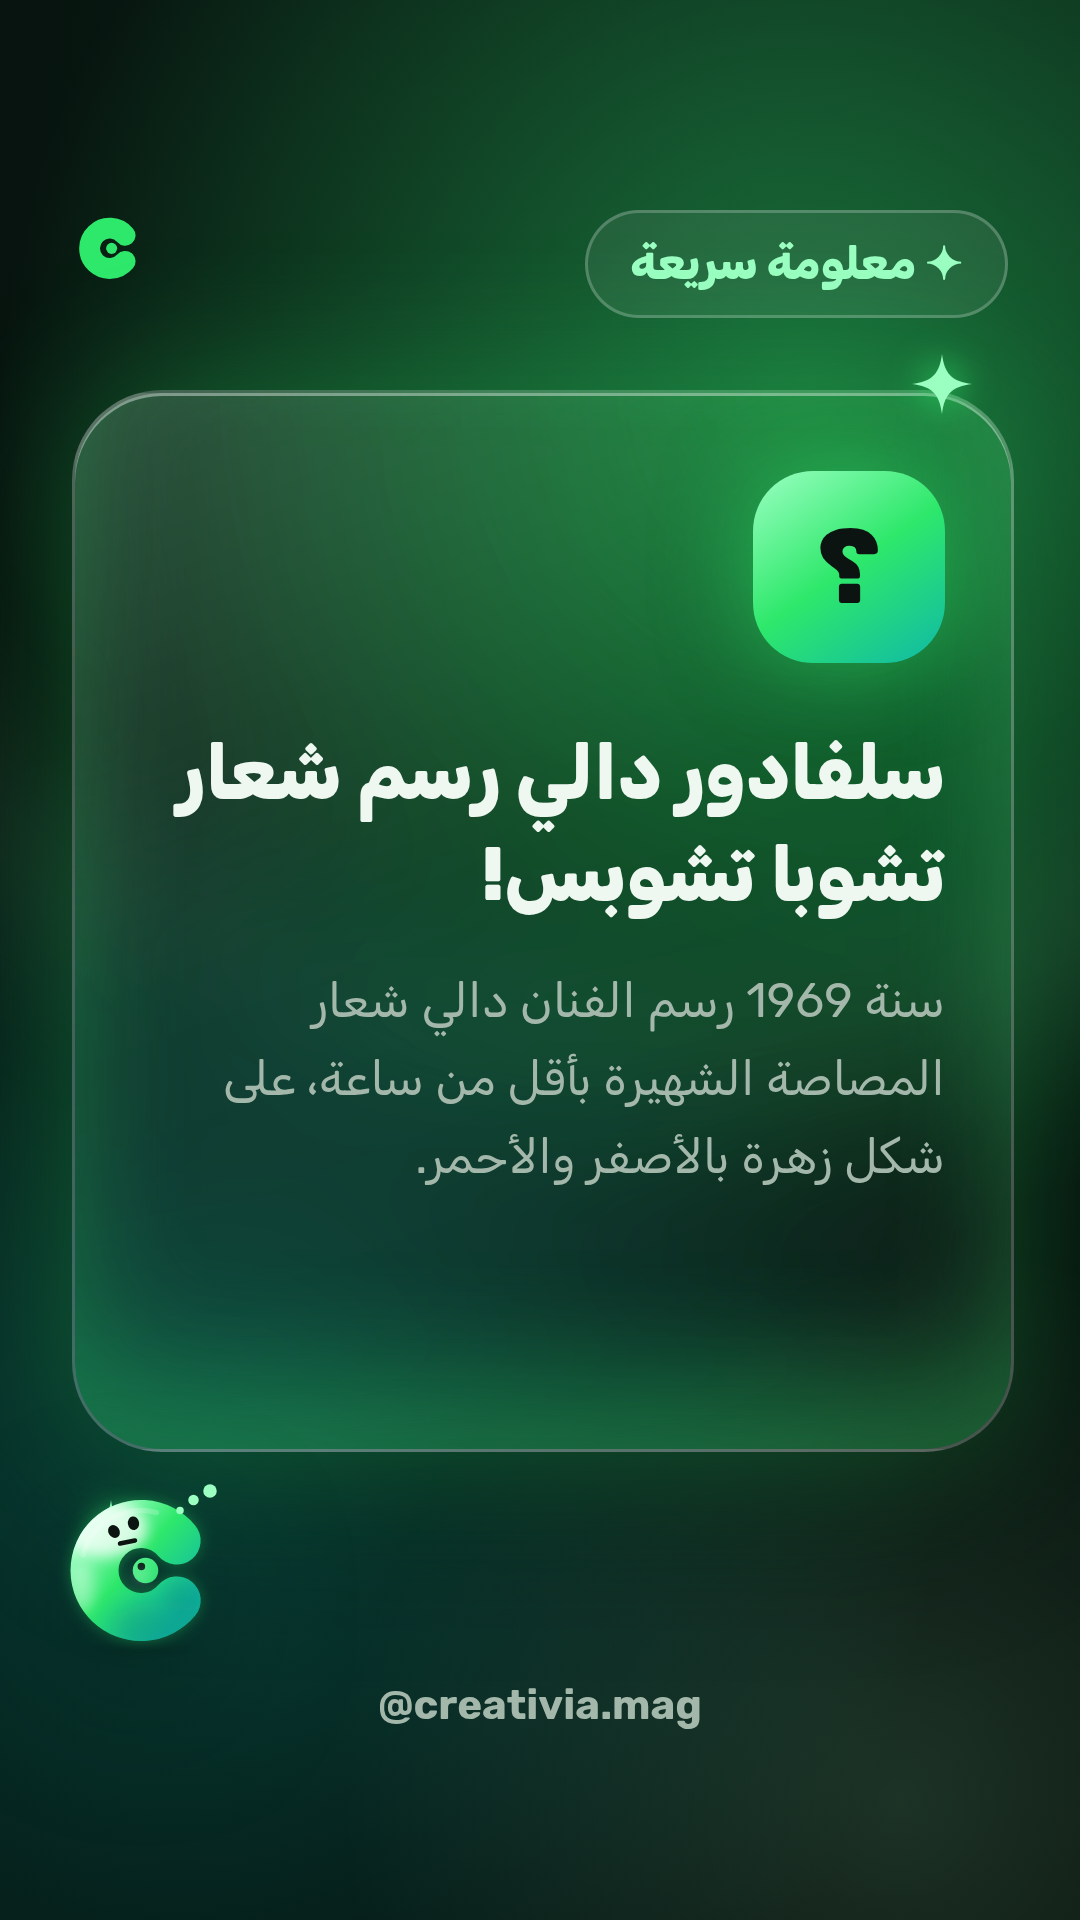 ✦ معلومة سريعة
؟
سلفادور دالي رسم شعار
تشوبا تشوبس!
سنة 1969 رسم الفنان دالي شعار
المصاصة الشهيرة بأقل من ساعة، على
شكل زهرة بالأصفر والأحمر.
@creativia.mag